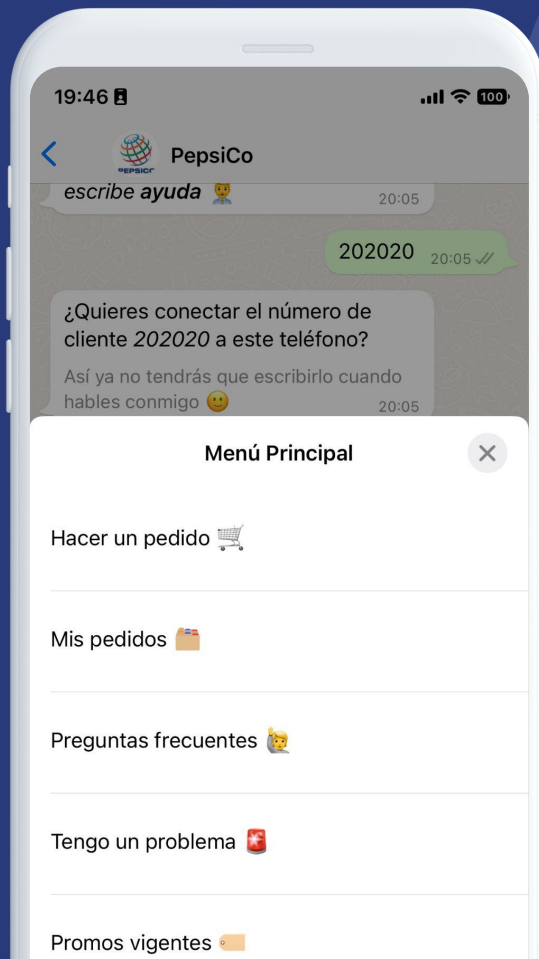 19:46
100
PEPSICO
PepsiCo
escribe ayuda 👨‍💼
20:05
202020 20:05
¿Quieres conectar el número de
cliente 202020 a este teléfono?
Así ya no tendrás que escribirlo cuando
hables conmigo 🙂
20:05
Menú Principal
Hacer un pedido 🛒
Mis pedidos 🗂️
Preguntas frecuentes 🙋‍♂️
Tengo un problema 🚨
Promos vigentes 🏷️